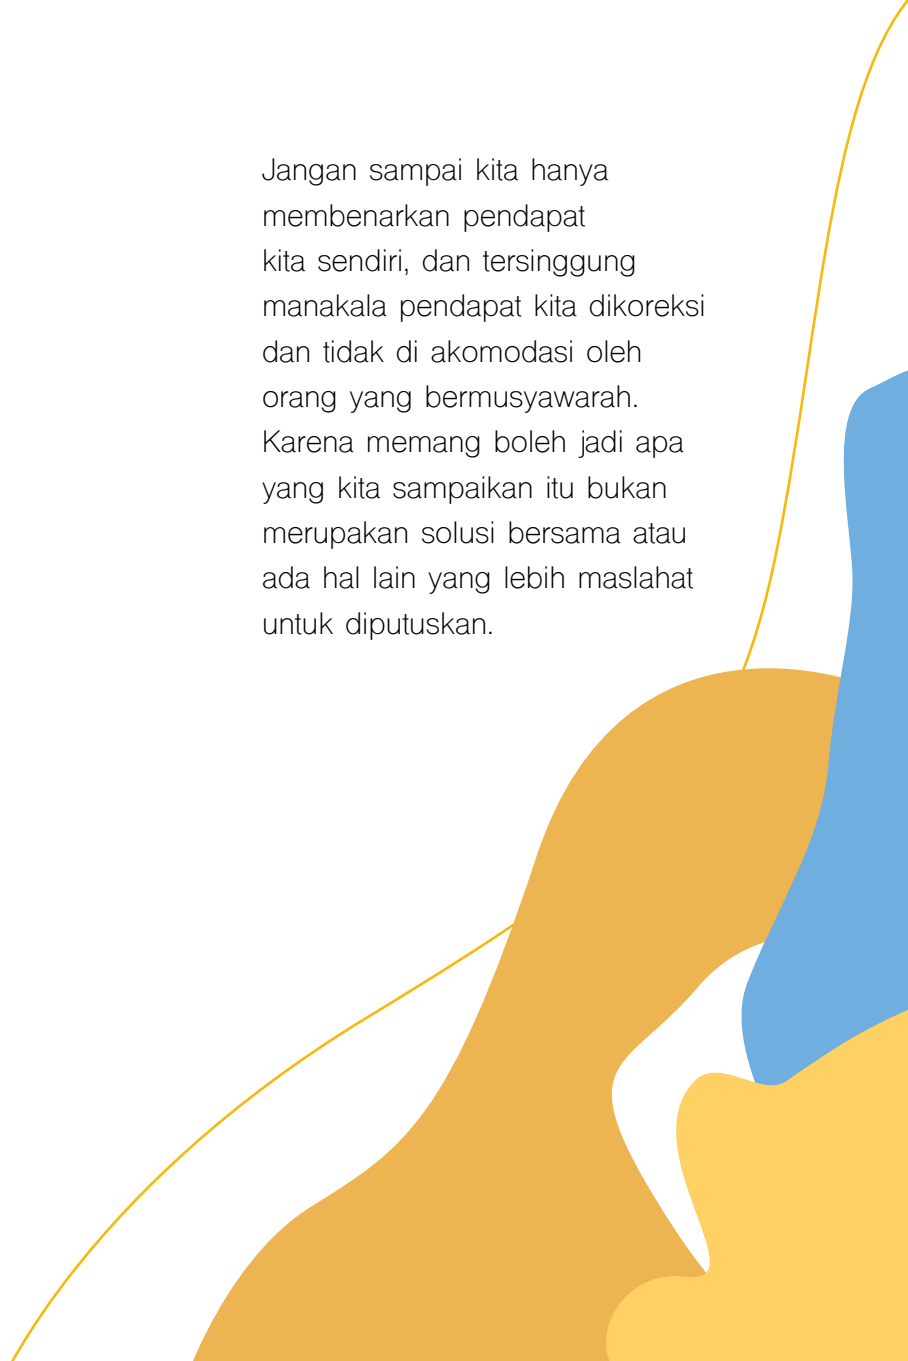 Jangan sampai kita hanya
membenarkan pendapat
kita sendiri, dan tersinggung
manakala pendapat kita dikoreksi
dan tidak di akomodasi oleh
orang yang bermusyawarah.
Karena memang boleh jadi apa
yang kita sampaikan itu bukan
merupakan solusi bersama atau
ada hal lain yang lebih maslahat
untuk diputuskan.